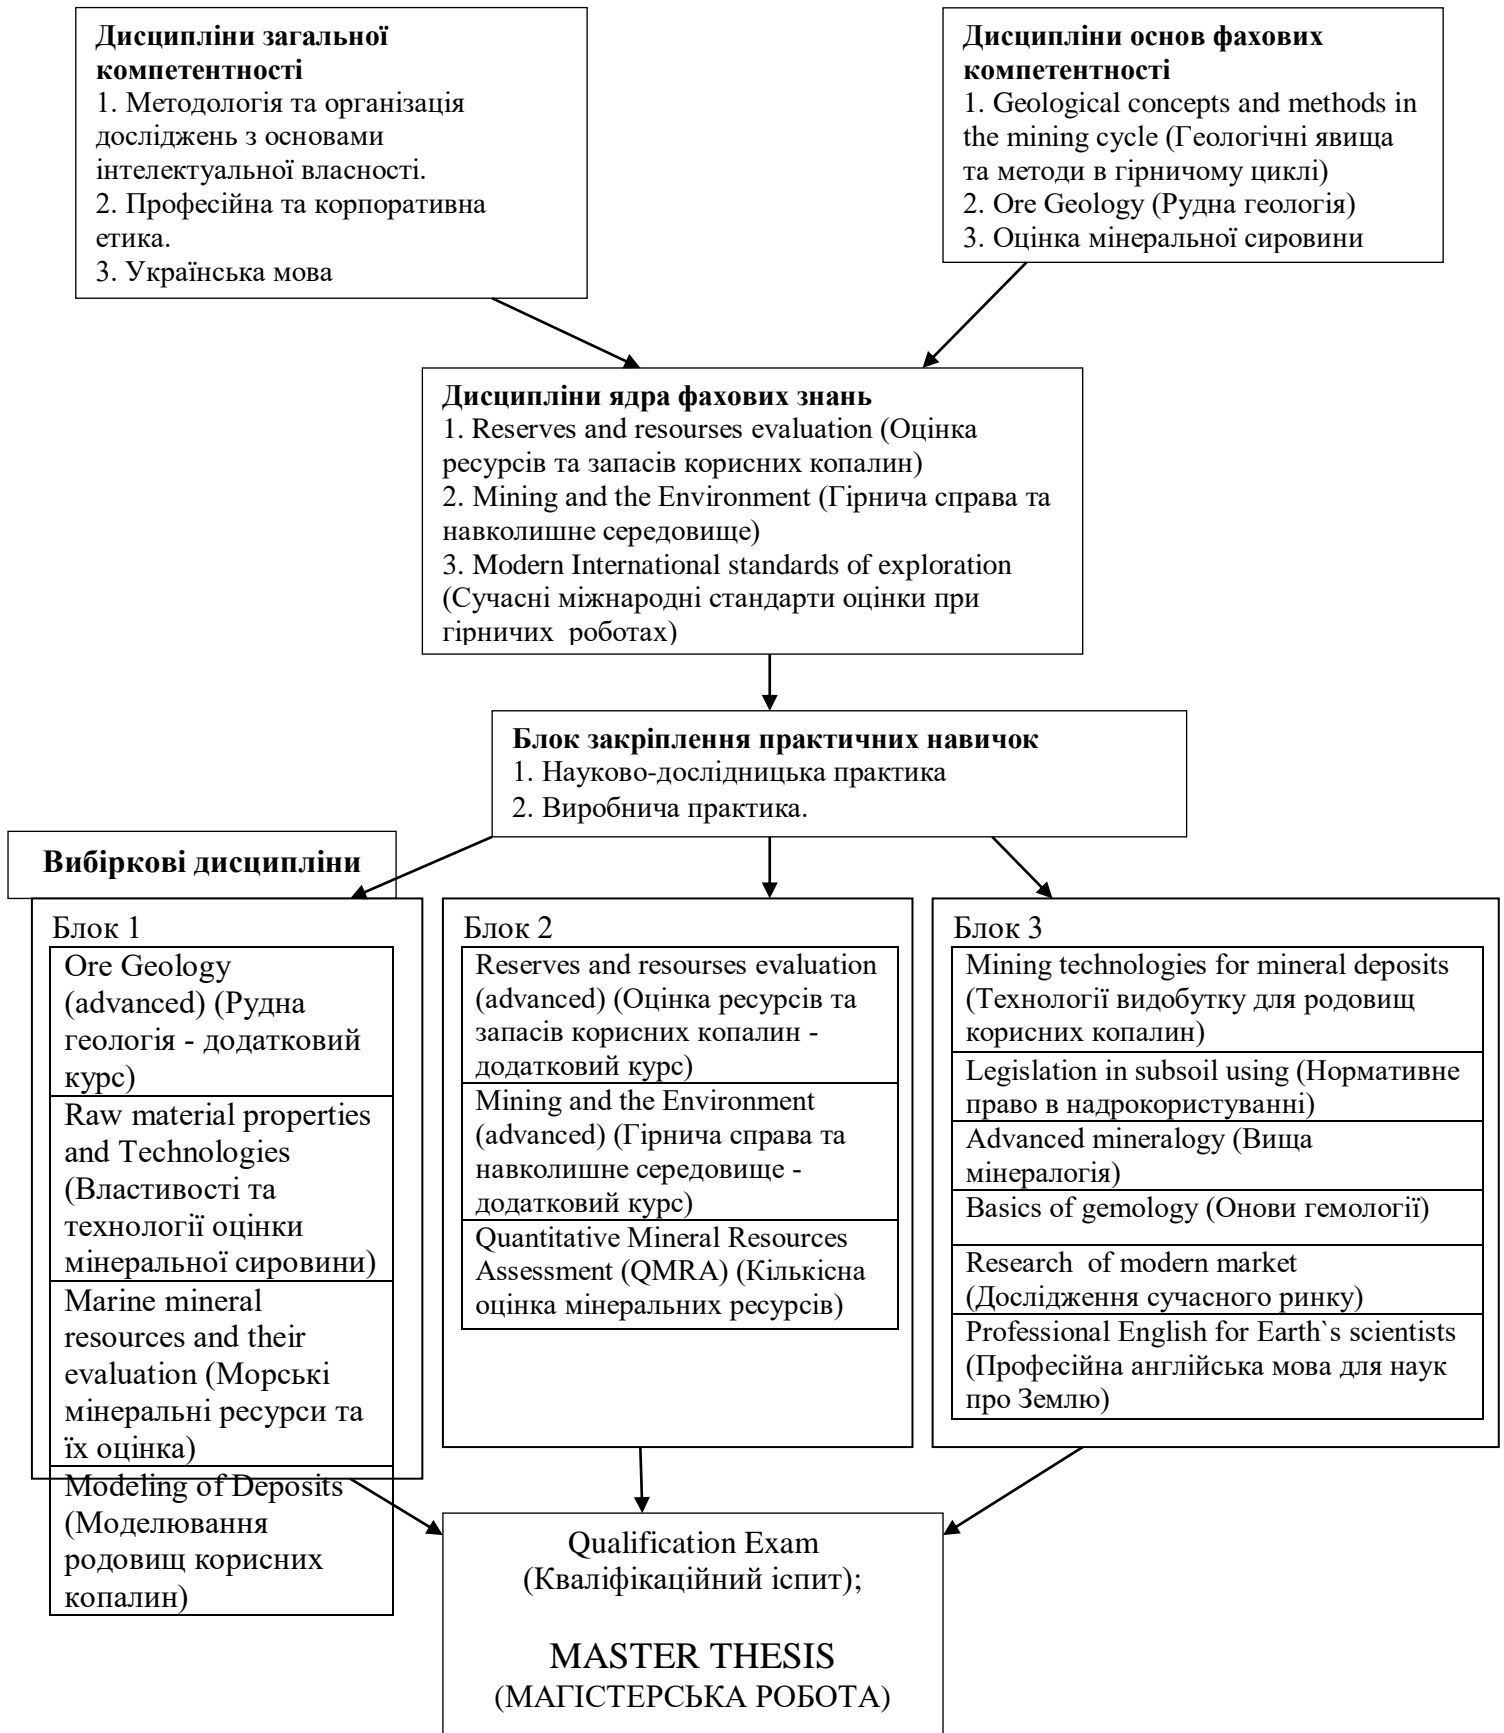 Дисципліни загальної
компетентності
1. Методологія та організація
досліджень з основами
інтелектуальної власності.
2. Професійна та корпоративна
етика.
3. Українська мова
Дисципліни основ фахових
компетентності
1. Geological concepts and methods in
the mining cycle (Геологічні явища
та методи в гірничому циклі)
2. Ore Geology (Рудна геологія)
3. Оцінка мінеральної сировини
Дисципліни ядра фахових знань
1. Reserves and resourses evaluation (Оцінка
ресурсів та запасів корисних копалин)
2. Mining and the Environment (Гірнича справа та
навколишне середовище)
3. Modern International standards of exploration
(Сучасні міжнародні стандарти оцінки при
гірничих роботах)
Блок закріплення практичних навичок
1. Науково-дослідницька практика
2. Виробнича практика.
Вибіркові дисципліни
Блок 1
Ore Geology
(advanced) (Рудна
геологія - додатковий
курс)
Raw material properties
and Technologies
(Властивості та
технології оцінки
мінеральної сировини)
Marine mineral
resources and their
evaluation (Морські
мінеральні ресурси та
їх оцінка)
Modeling of Deposits
(Моделювання
родовищ корисних
копалин)
Блок 2
Reserves and resourses evaluation
(advanced) (Оцінка ресурсів та
запасів корисних копалин -
додатковий курс)
Mining and the Environment
(advanced) (Гірнича справа та
навколишне середовище -
додатковий курс)
Quantitative Mineral Resources
Assessment (QMRA) (Кількісна
оцінка мінеральних ресурсів)
Блок 3
Mining technologies for mineral deposits
(Технології видобутку для родовищ
корисних копалин)
Legislation in subsoil using (Нормативне
право в надрокористуванні)
Advanced mineralogy (Вища
мінералогія)
Basics of gemology (Онови гемології)
Research of modern market
(Дослідження сучасного ринку)
Professional English for Earth`s scientists
(Професійна англійська мова для наук
про Землю)
Qualification Exam
(Кваліфікаційний іспит);
MASTER THESIS
(МАГІСТЕРСЬКА РОБОТА)